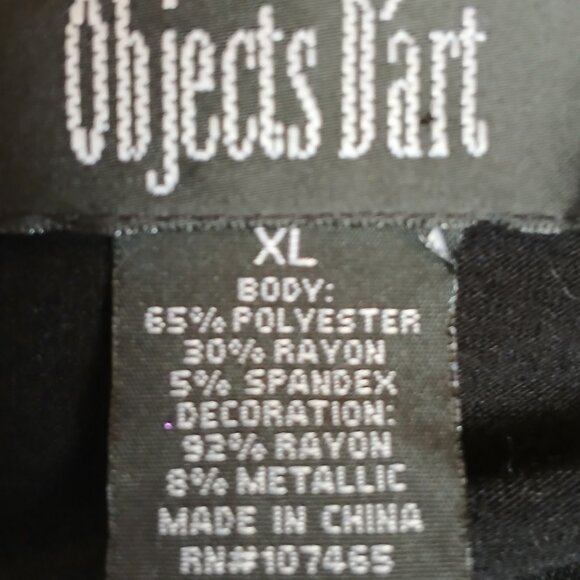 Objects D'art
XL
BODY:
65% POLYESTER
30% RAYON
5% SPANDEX
DECORATION:
92% RAYON
8% METALLIC
MADE IN CHINA
RN#107465